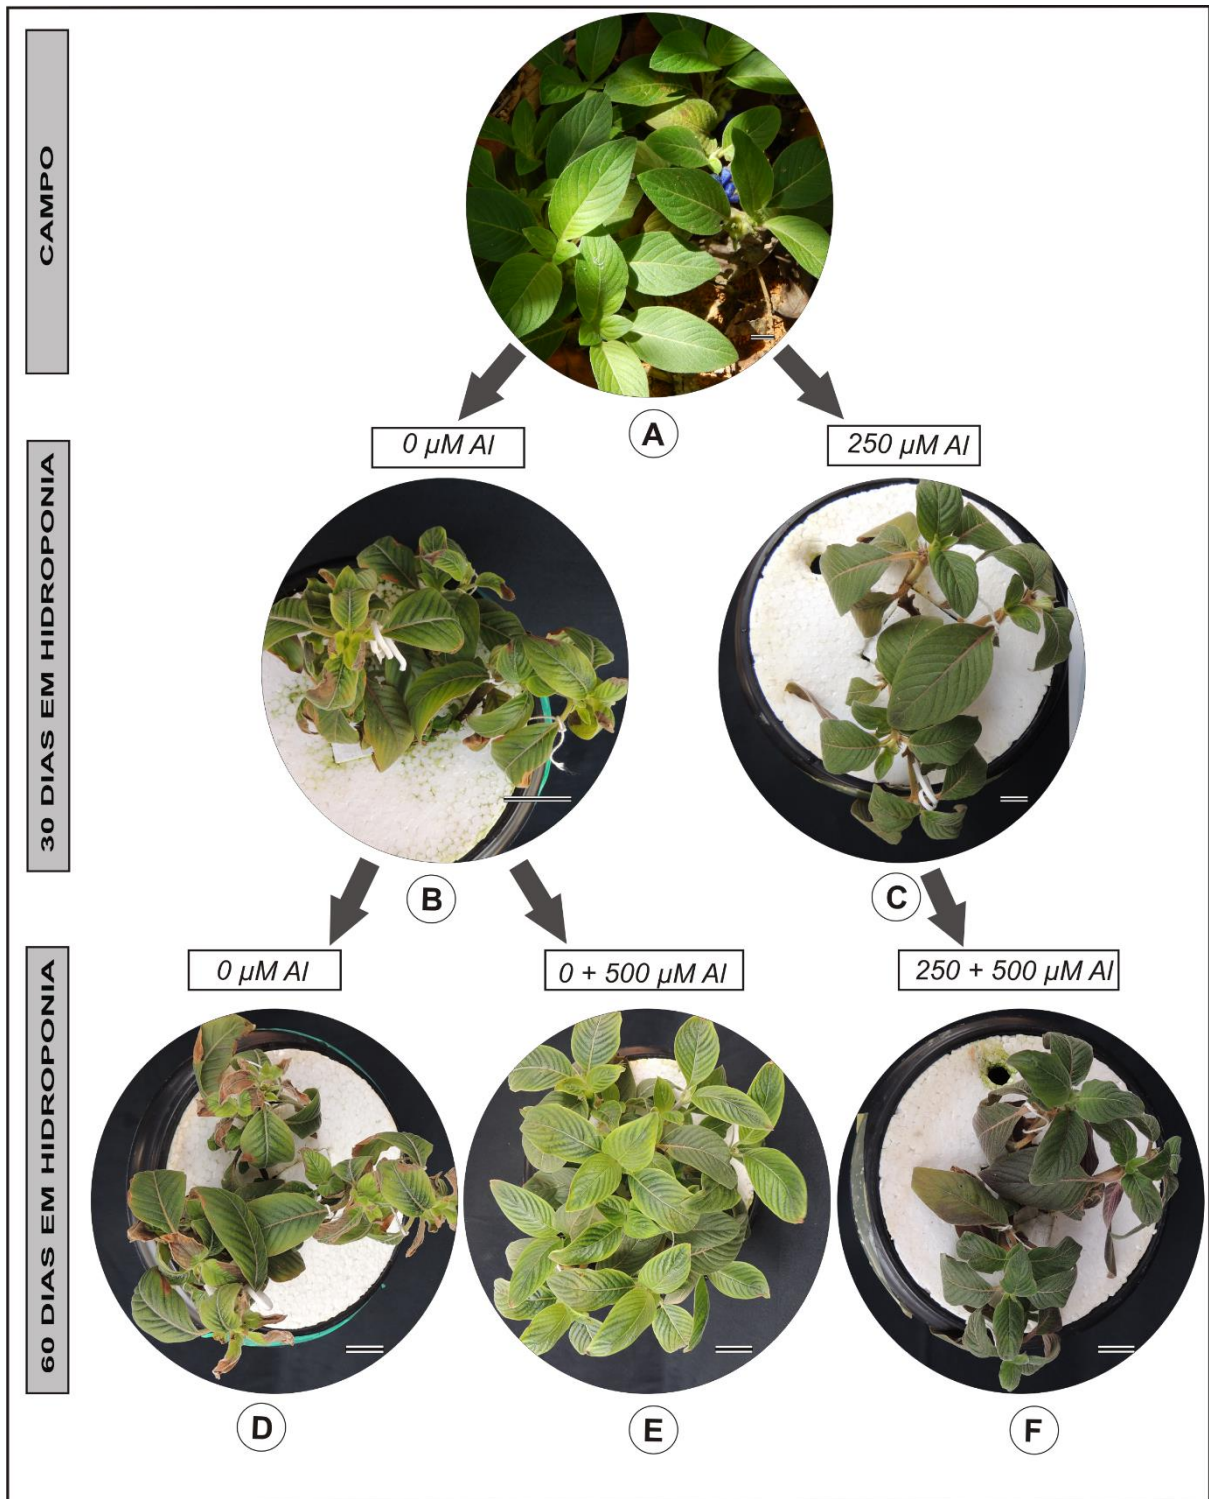 CAMPO
A
0 µM Al
250 µM Al
30 DIAS EM HIDROPONIA
B
C
0 µM Al
0 + 500 µM Al
250 + 500 µM Al
60 DIAS EM HIDROPONIA
D
E
F